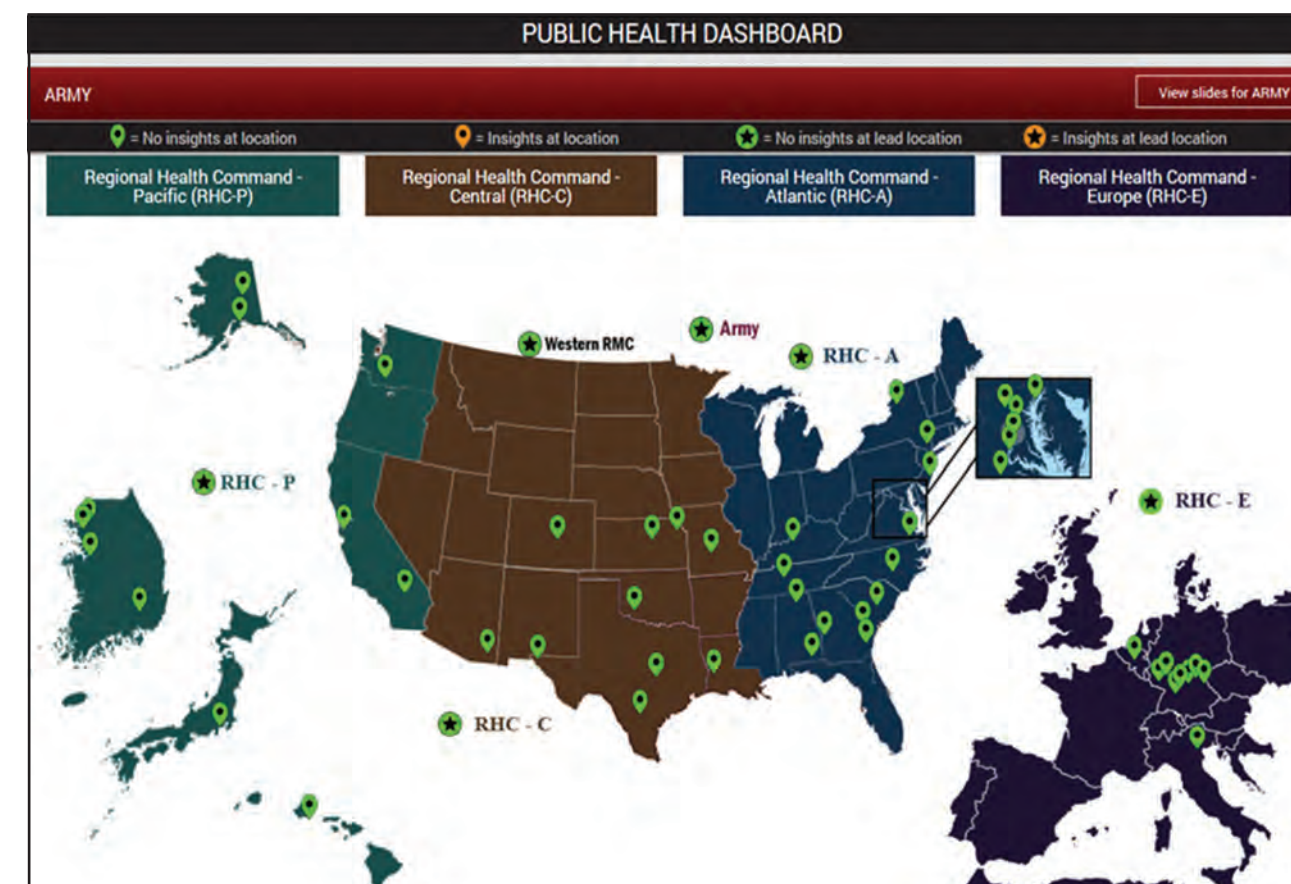 PUBLIC HEALTH DASHBOARD
ARMY
View slides for ARMY
= No insights at location
= Insights at location
= No insights at lead location
= Insights at lead location
Regional Health Command -
Pacific (RHC-P)
Regional Health Command -
Central (RHC-C)
Regional Health Command -
Atlantic (RHC-A)
Regional Health Command -
Europe (RHC-E)
Army
Western RMC
RHC - A
RHC - P
RHC - E
RHC - C